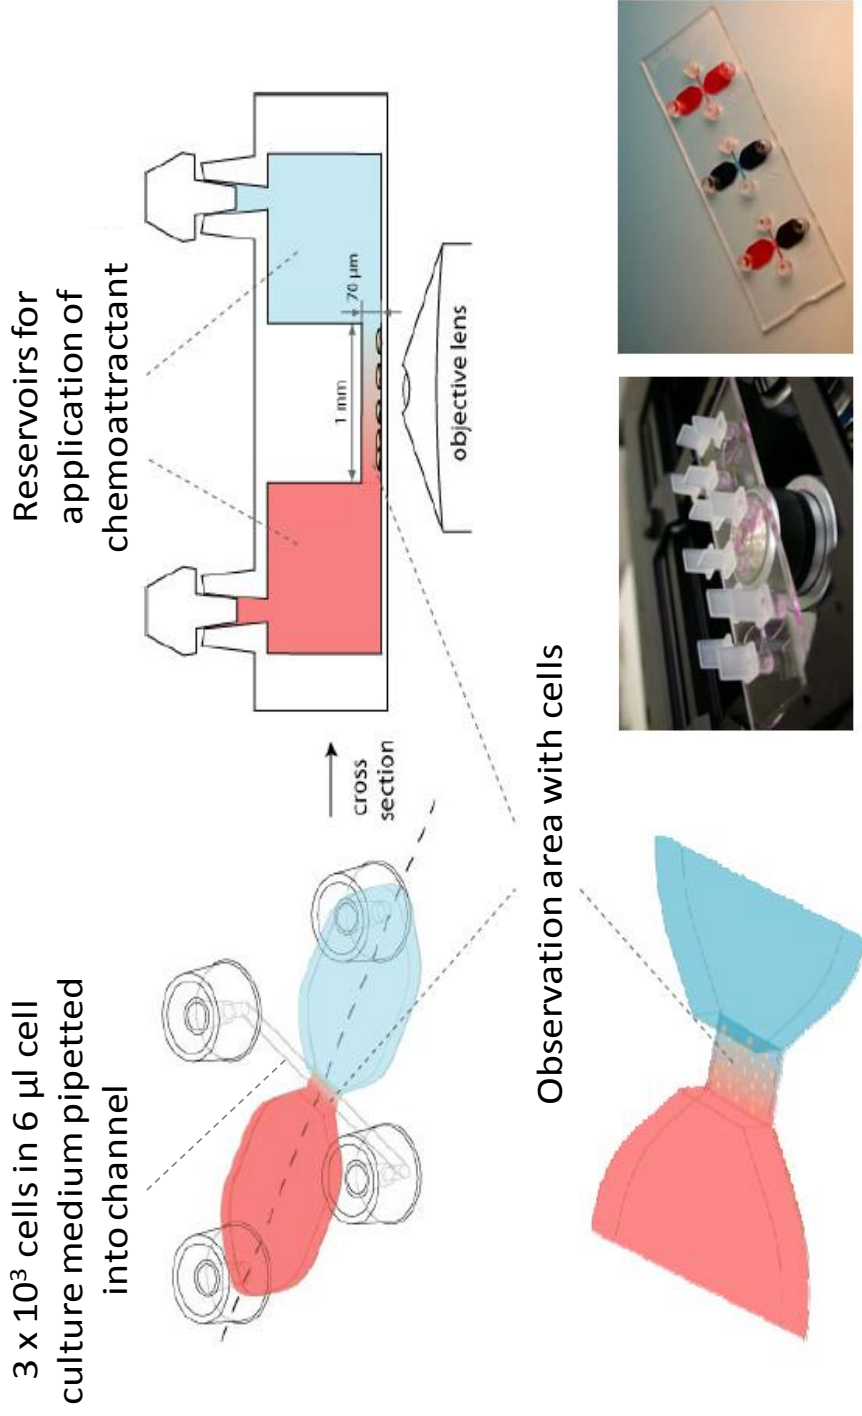 3 x 10³ cells in 6 µl cell
culture medium pipetted
into channel
Reservoirs for
application of
chemoattractant
cross
section
1 mm
70 µm
objective lens
Observation area with cells